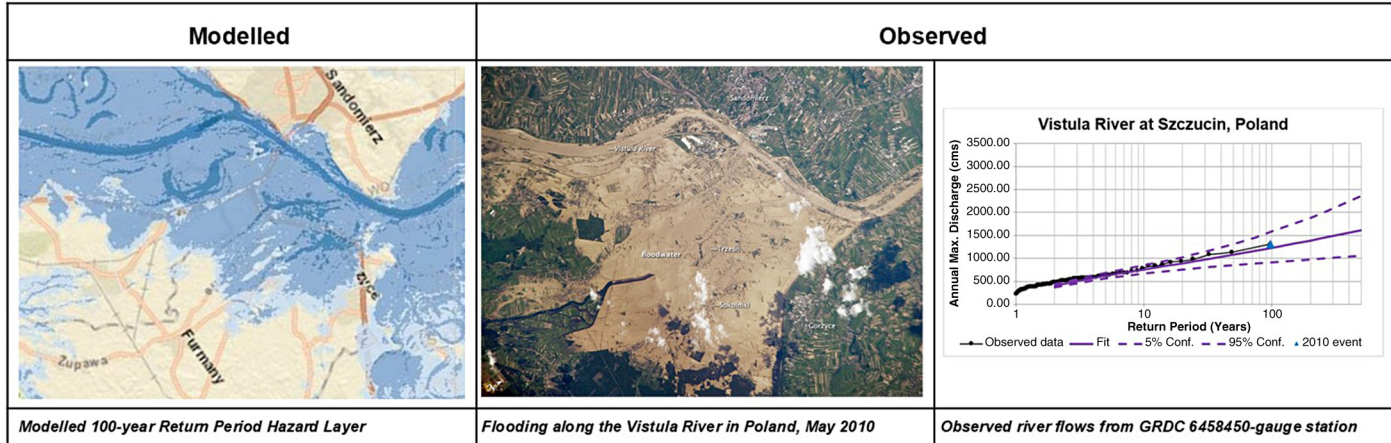 Modelled
Observed
Sandomierz
WO
zyce
Furmany
Żupawa
Sandomierz
Vistula River
floodwater
Trześń
Sokolniki
Gorzyce
Vistula River at Szczucin, Poland
Annual Max. Discharge (cms)
3500.00
3000.00
2500.00
2000.00
1500.00
1000.00
500.00
0.00
1
10
100
Return Period (Years)
Observed data
Fit
5% Conf.
95% Conf.
2010 event
Modelled 100-year Return Period Hazard Layer
Flooding along the Vistula River in Poland, May 2010
Observed river flows from GRDC 6458450-gauge station